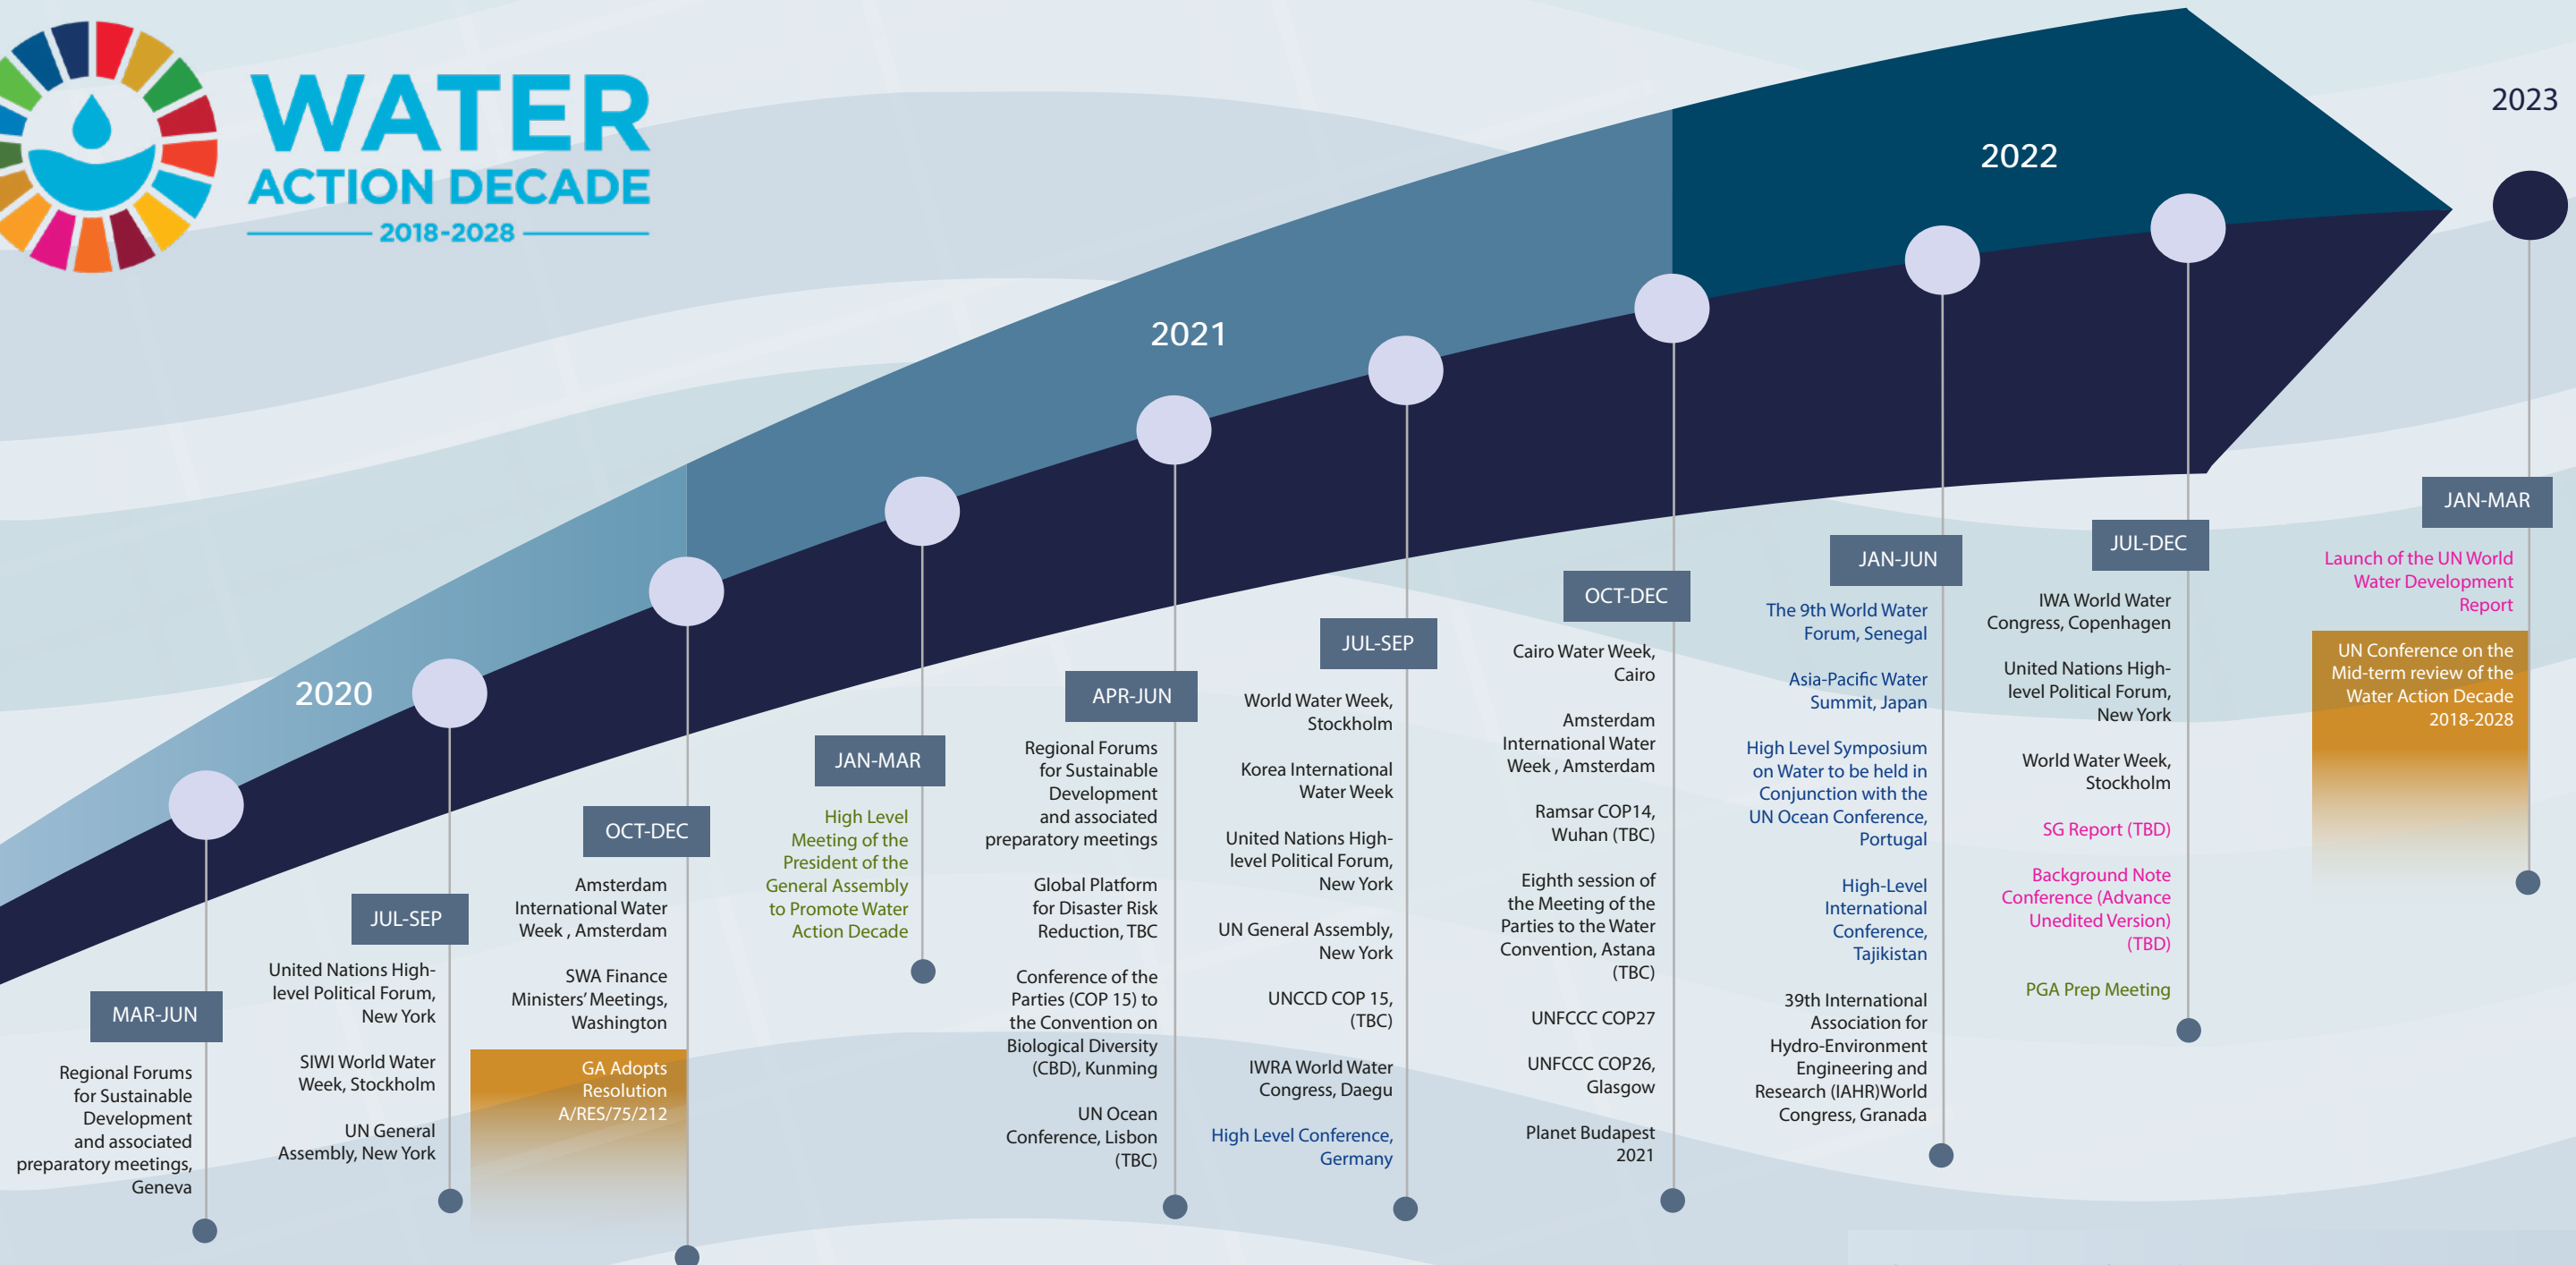 WATER
ACTION DECADE
2018-2028
2020
2021
2022
2023
MAR-JUN
Regional Forums
for Sustainable
Development
and associated
preparatory meetings,
Geneva
JUL-SEP
United Nations High-
level Political Forum,
New York
SIWI World Water
Week, Stockholm
UN General
Assembly, New York
OCT-DEC
Amsterdam
International Water
Week , Amsterdam
SWA Finance
Ministers' Meetings,
Washington
GA Adopts
Resolution
A/RES/75/212
JAN-MAR
High Level
Meeting of the
President of the
General Assembly
to Promote Water
Action Decade
APR-JUN
Regional Forums
for Sustainable
Development
and associated
preparatory meetings
Global Platform
for Disaster Risk
Reduction, TBC
Conference of the
Parties (COP 15) to
the Convention on
Biological Diversity
(CBD), Kunming
UN Ocean
Conference, Lisbon
(TBC)
JUL-SEP
World Water Week,
Stockholm
Korea International
Water Week
United Nations High-
level Political Forum,
New York
UN General Assembly,
New York
UNCCD COP 15,
(TBC)
IWRA World Water
Congress, Daegu
High Level Conference,
Germany
OCT-DEC
Cairo Water Week,
Cairo
Amsterdam
International Water
Week , Amsterdam
Ramsar COP14,
Wuhan (TBC)
Eighth session of
the Meeting of the
Parties to the Water
Convention, Astana
(TBC)
UNFCCC COP27
UNFCCC COP26,
Glasgow
Planet Budapest
2021
JAN-JUN
The 9th World Water
Forum, Senegal
Asia-Pacific Water
Summit, Japan
High Level Symposium
on Water to be held in
Conjunction with the
UN Ocean Conference,
Portugal
High-Level
International
Conference,
Tajikistan
39th International
Association for
Hydro-Environment
Engineering and
Research (IAHR)World
Congress, Granada
JUL-DEC
IWA World Water
Congress, Copenhagen
United Nations High-
level Political Forum,
New York
World Water Week,
Stockholm
SG Report (TBD)
Background Note
Conference (Advance
Unedited Version)
(TBD)
PGA Prep Meeting
JAN-MAR
Launch of the UN World
Water Development
Report
UN Conference on the
Mid-term review of the
Water Action Decade
2018-2028